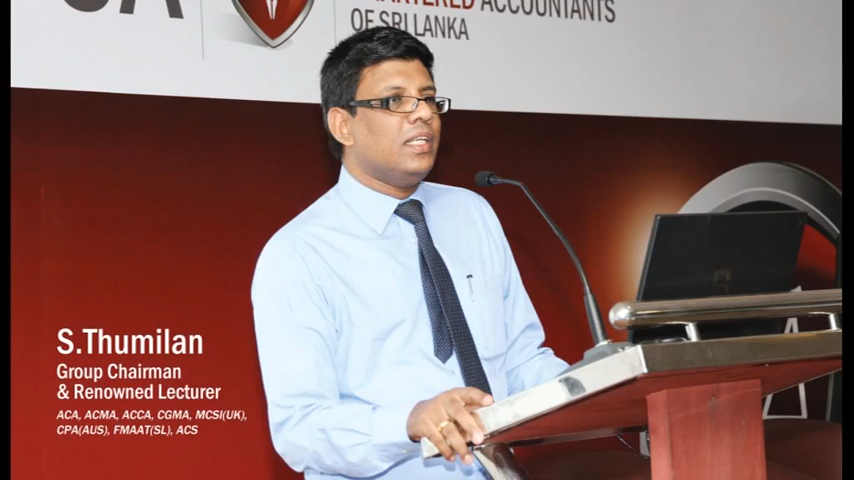 ACCOUNTANTS
OF SRI LANKA
S.Thumilan
Group Chairman
& Renowned Lecturer
ACA, ACMA, ACCA, CGMA, MCSI(UK),
CPA(AUS), FMAAT(SL), ACS